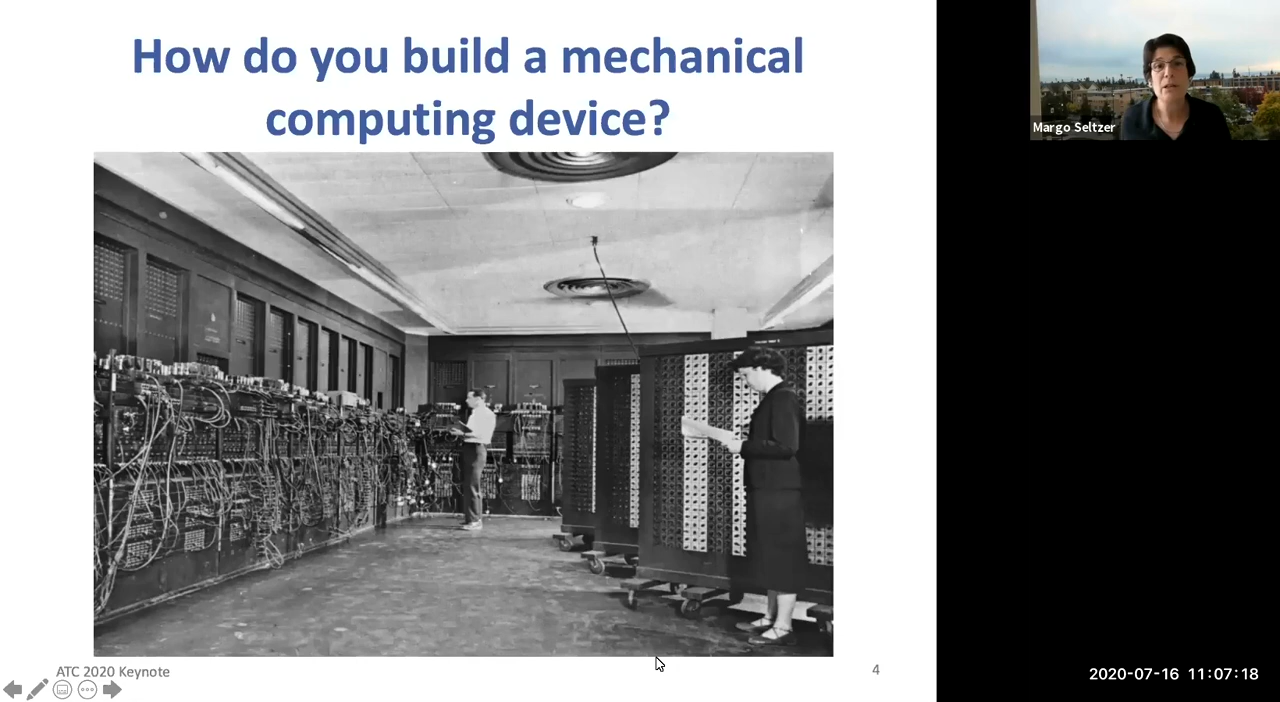 How do you build a mechanical
computing device?
Margo Seltzer
ATC 2020 Keynote
4
2020-07-16 11:07:18